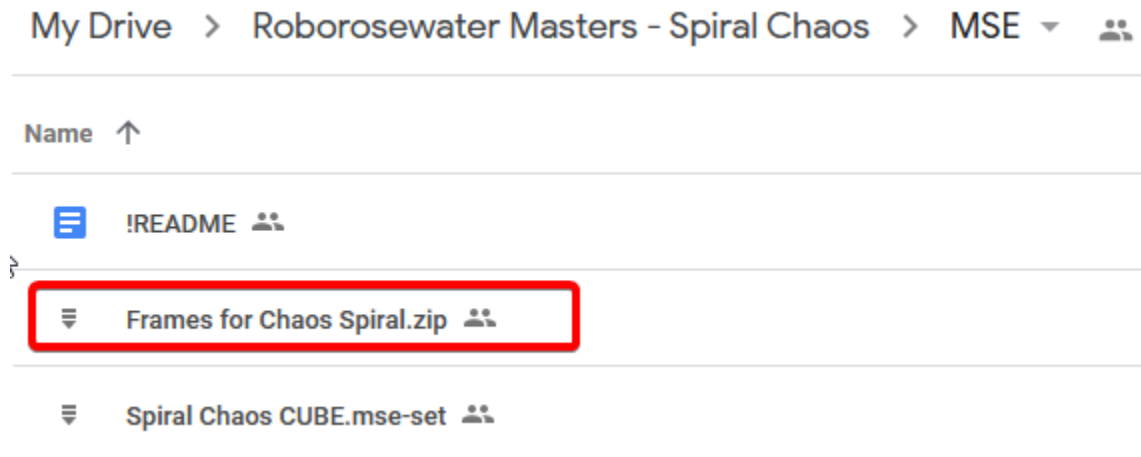 My Drive > Roborosewater Masters - Spiral Chaos > MSE
Name
!README
Frames for Chaos Spiral.zip
Spiral Chaos CUBE.mse-set